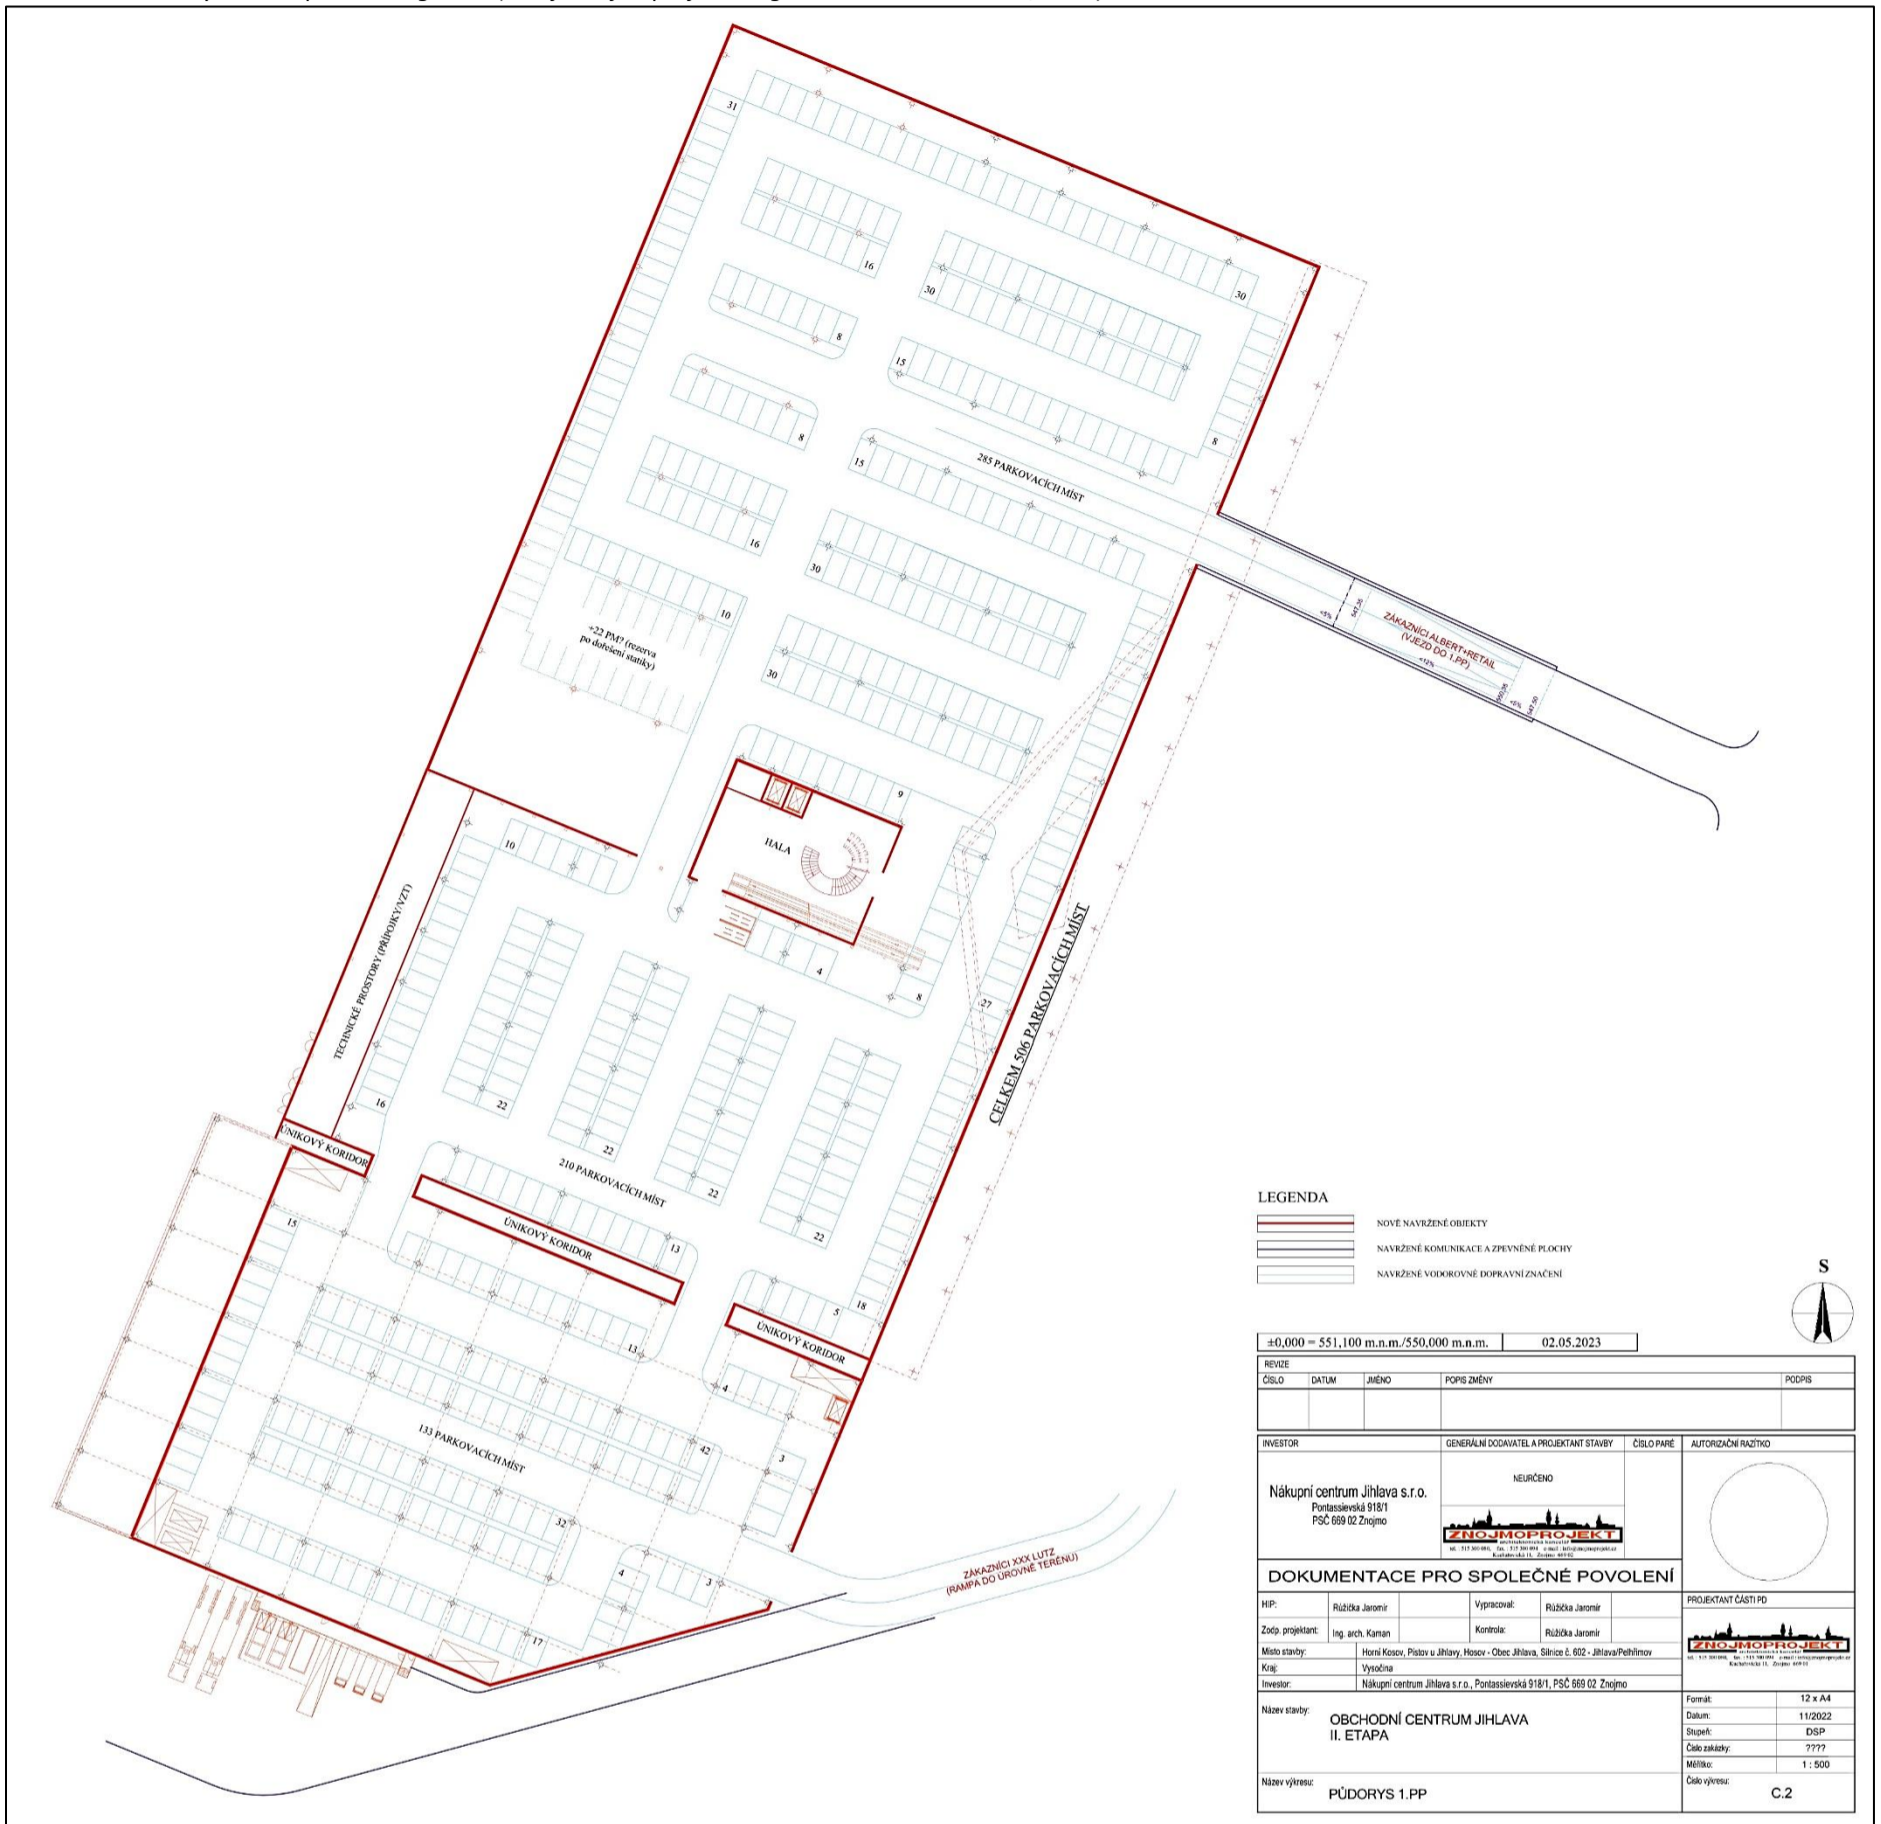 31
30
16
30
8
15
8
8
285 PARKOVACÍCH MÍST
15
16
30
10
+22 PM? (rezerva
po dořešení statiky)
30
<5%
547,35
ZÁKAZNÍCI ALBERT+RETAIL
(VJEZD DO 1.PP)
9
HALA
10
TECHNICKÉ PROSTORY (PŘÍPOJKY/VZT)
4
8
27
CELKEM 506 PARKOVACÍCH MÍST
16
22
22
22
22
ÚNIKOVÝ KORIDOR
210 PARKOVACÍCH MÍST
15
ÚNIKOVÝ KORIDOR
13
5
18
ÚNIKOVÝ KORIDOR
13
4
42
133 PARKOVACÍCH MÍST
3
32
4
3
17
ZÁKAZNÍCI XXX LUTZ
(RAMPA DO ÚROVNĚ TERÉNU)
LEGENDA
NOVĚ NAVRŽENÉ OBJEKTY
NAVRŽENÉ KOMUNIKACE A ZPEVNĚNÉ PLOCHY
NAVRŽENÉ VODOROVNÉ DOPRAVNÍ ZNAČENÍ
S
±0,000 = 551,100 m.n.m./550,000 m.n.m. 02.05.2023
REVIZE
ČÍSLO DATUM JMÉNO POPIS ZMĚNY PODPIS
INVESTOR GENERÁLNÍ DODAVATEL A PROJEKTANT STAVBY ČÍSLO PARÉ AUTORIZAČNÍ RAZÍTKO
NEURČENO
Nákupní centrum Jihlava s.r.o.
Pontassievská 918/1
PSČ 669 02 Znojmo
ZNOJMOPROJEKT
DOKUMENTACE PRO SPOLEČNÉ POVOLENÍ
HIP: Růžička Jaromír Vypracoval: Růžička Jaromír PROJEKTANT ČÁSTI PD
Zodp. projektant: Ing. arch. Kaman Kontrola: Růžička Jaromír
ZNOJMOPROJEKT
Místo stavby: Horní Kosov, Pístov u Jihlavy, Hosov - Obec Jihlava, Silnice č. 602 - Jihlava/Pelhřimov
Kraj: Vysočina
Investor: Nákupní centrum Jihlava s.r.o., Pontassievská 918/1, PSČ 669 02 Znojmo
Název stavby: OBCHODNÍ CENTRUM JIHLAVA
II. ETAPA
Formát: 12 x A4
Datum: 11/2022
Stupeň: DSP
Číslo zakázky: ????
Měřítko: 1 : 500
Název výkresu: PŮDORYS 1.PP
Číslo výkresu: C.2